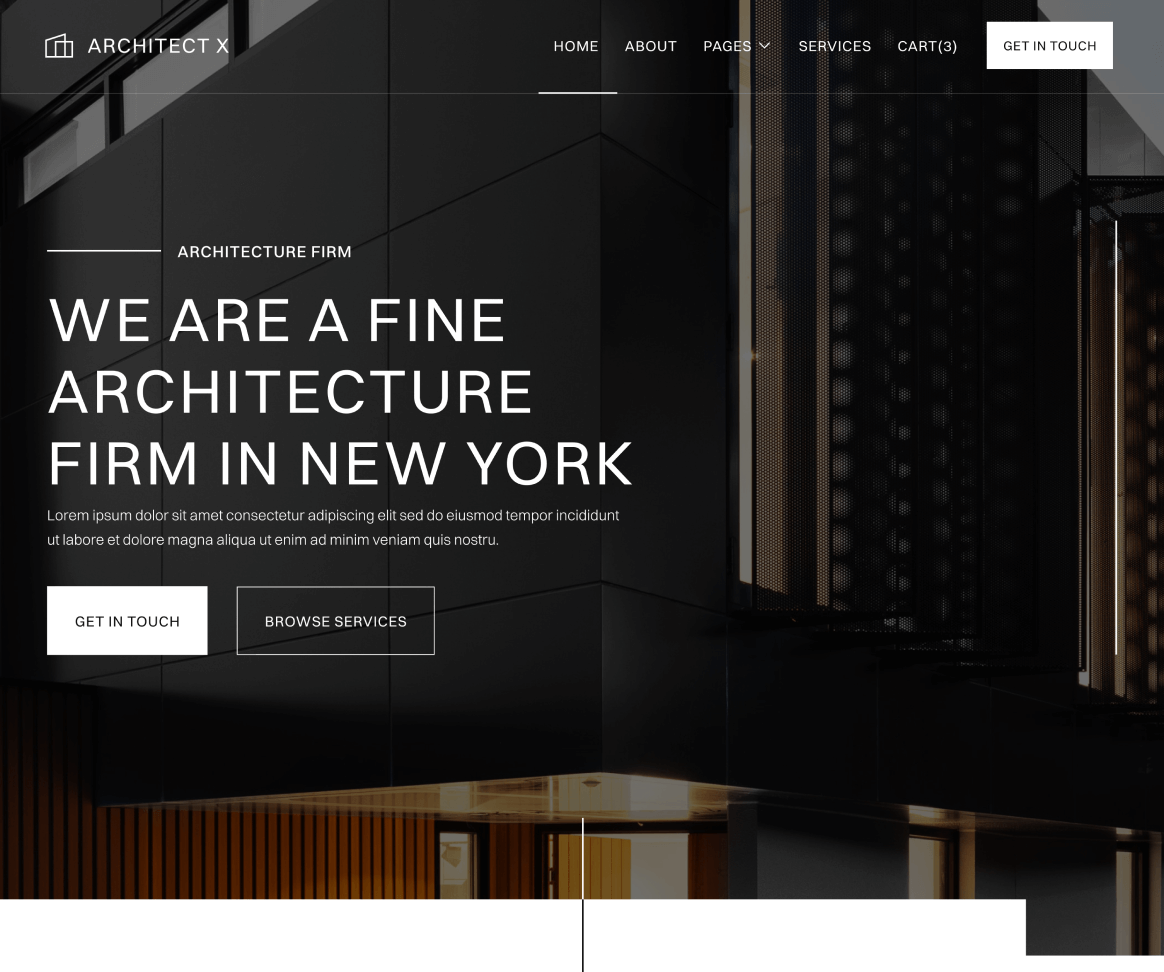 ARCHITECT X
HOME ABOUT PAGES SERVICES CART(3) GET IN TOUCH
ARCHITECTURE FIRM
WE ARE A FINE
ARCHITECTURE
FIRM IN NEW YORK
Lorem ipsum dolor sit amet consectetur adipiscing elit sed do eiusmod tempor incididunt
ut labore et dolore magna aliqua ut enim ad minim veniam quis nostru.
GET IN TOUCH BROWSE SERVICES